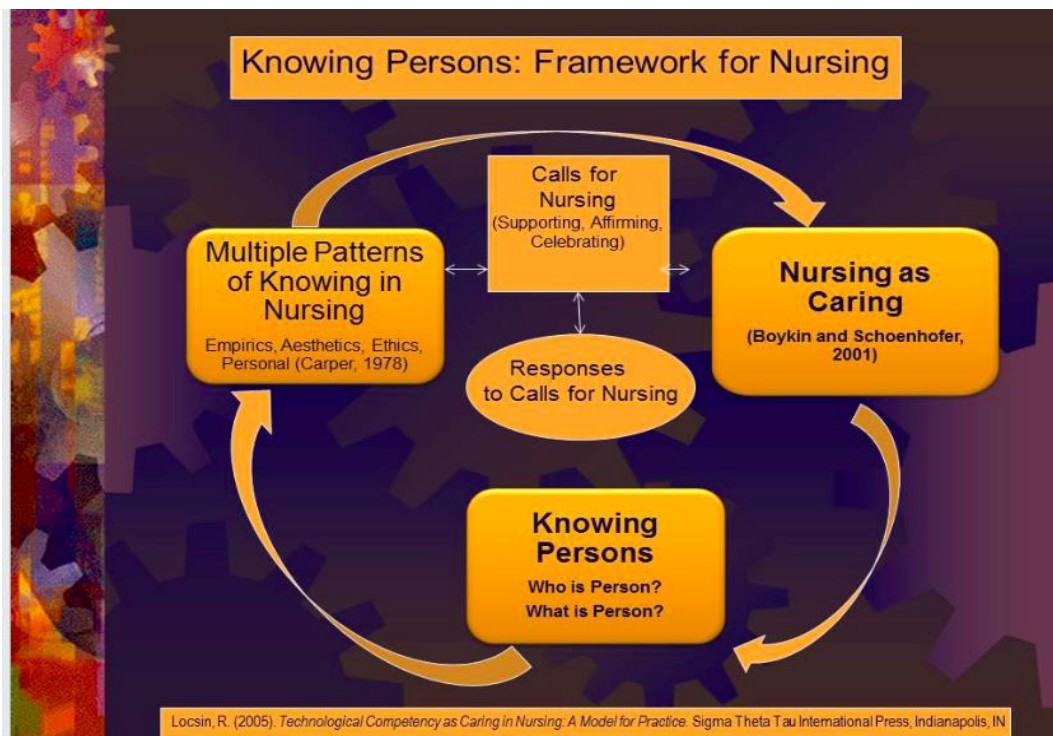 Knowing Persons: Framework for Nursing
Calls for
Nursing
(Supporting, Affirming,
Celebrating)
Multiple Patterns
of Knowing in
Nursing
Empirics, Aesthetics, Ethics,
Personal (Carper, 1978)
Nursing as
Caring
(Boykin and Schoenhofer,
2001)
Responses
to Calls for Nursing
Knowing
Persons
Who is Person?
What is Person?
Locsin, R. (2005). Technological Competency as Caring in Nursing: A Model for Practice. Sigma Theta Tau International Press, Indianapolis, IN